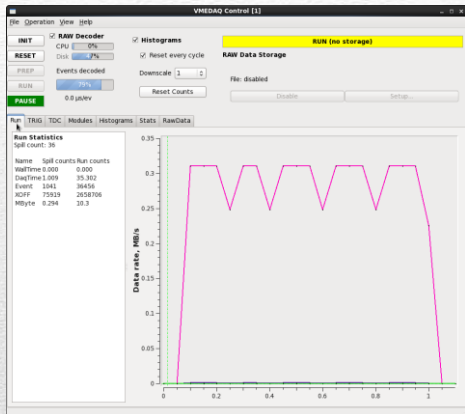 VMEDAQ Control [1]
File Operation View Help
INIT
RESET
PREP
RUN
PAUSE
RAW Decoder
CPU 0%
Disk 47%
Events decoded
79%
0.0 µs/ev
Histograms
Reset every cycle
Downscale 1
Reset Counts
RUN (no storage)
RAW Data Storage
File: disabled
Disable Setup...
Run TRIG TDC Modules Histograms Stats RawData
Run Statistics
Spill count: 36
Name Spill counts Run counts
WallTime 0.000 0.000
DaqTime 1.009 35.302
Event 1041 36456
XOFF 75919 2658706
MByte 0.294 10.3
Data rate, MB/s
0.35
0.3
0.25
0.2
0.15
0.1
0.05
0
0 0.2 0.4 0.6 0.8 1